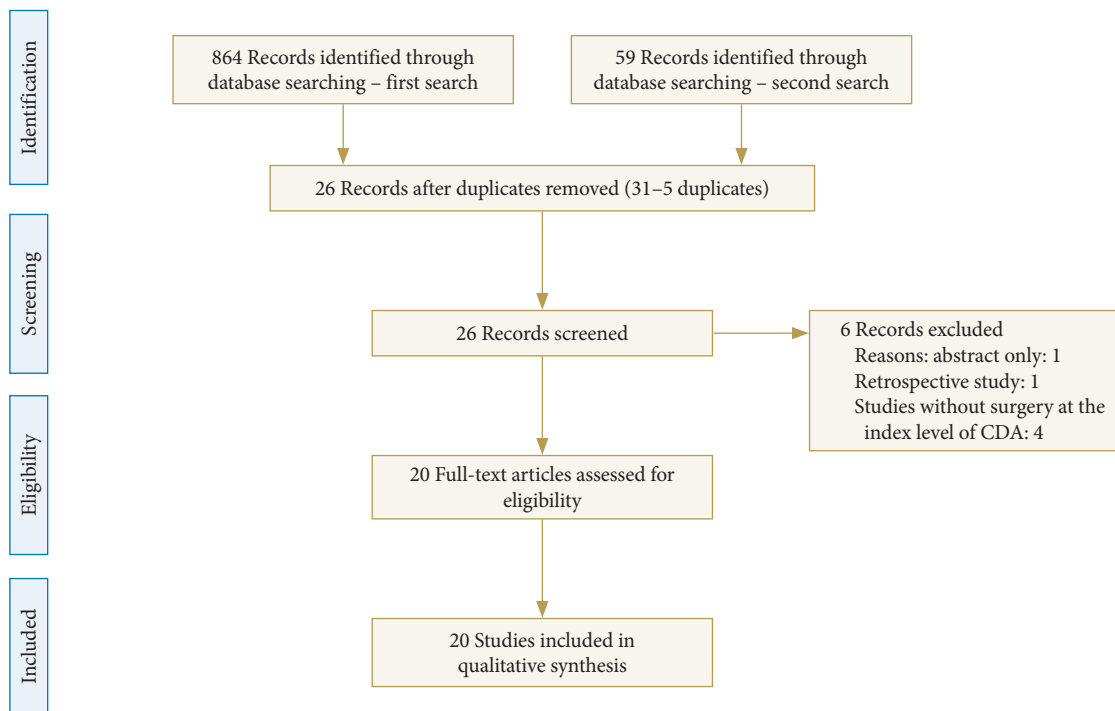 Identification
864 Records identified through
database searching – first search
59 Records identified through
database searching – second search
26 Records after duplicates removed (31–5 duplicates)
Screening
26 Records screened
6 Records excluded
Reasons: abstract only: 1
Retrospective study: 1
Studies without surgery at the
index level of CDA: 4
Eligibility
20 Full-text articles assessed for
eligibility
Included
20 Studies included in
qualitative synthesis